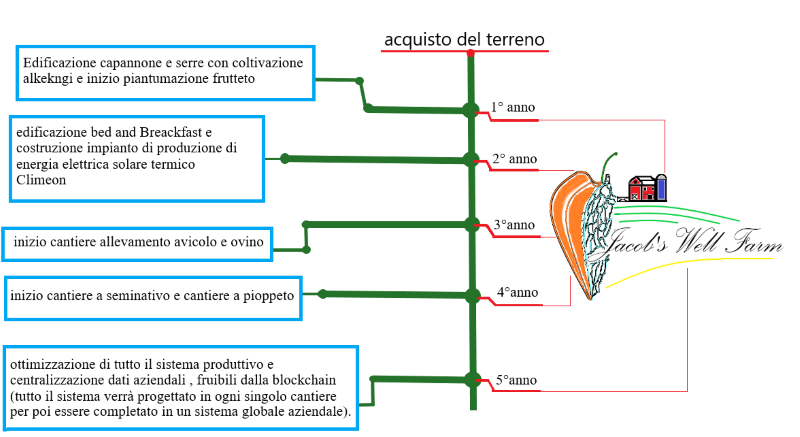 acquisto del terreno
Edificazione capannone e serre con coltivazione
alkekngi e inizio piantumazione frutteto
1° anno
edificazione bed and Breackfast e
costruzione impianto di produzione di
energia elettrica solare termico
Climeon
2° anno
3°anno
inizio cantiere allevamento avicolo e ovino
Jacob's Well Farm
inizio cantiere a seminativo e cantiere a pioppeto
4°anno
ottimizzazione di tutto il sistema produttivo e
centralizzazione dati aziendali , fruibili dalla blockchain
(tutto il sistema verrà progettato in ogni singolo cantiere
per poi essere completato in un sistema globale aziendale).
5°anno